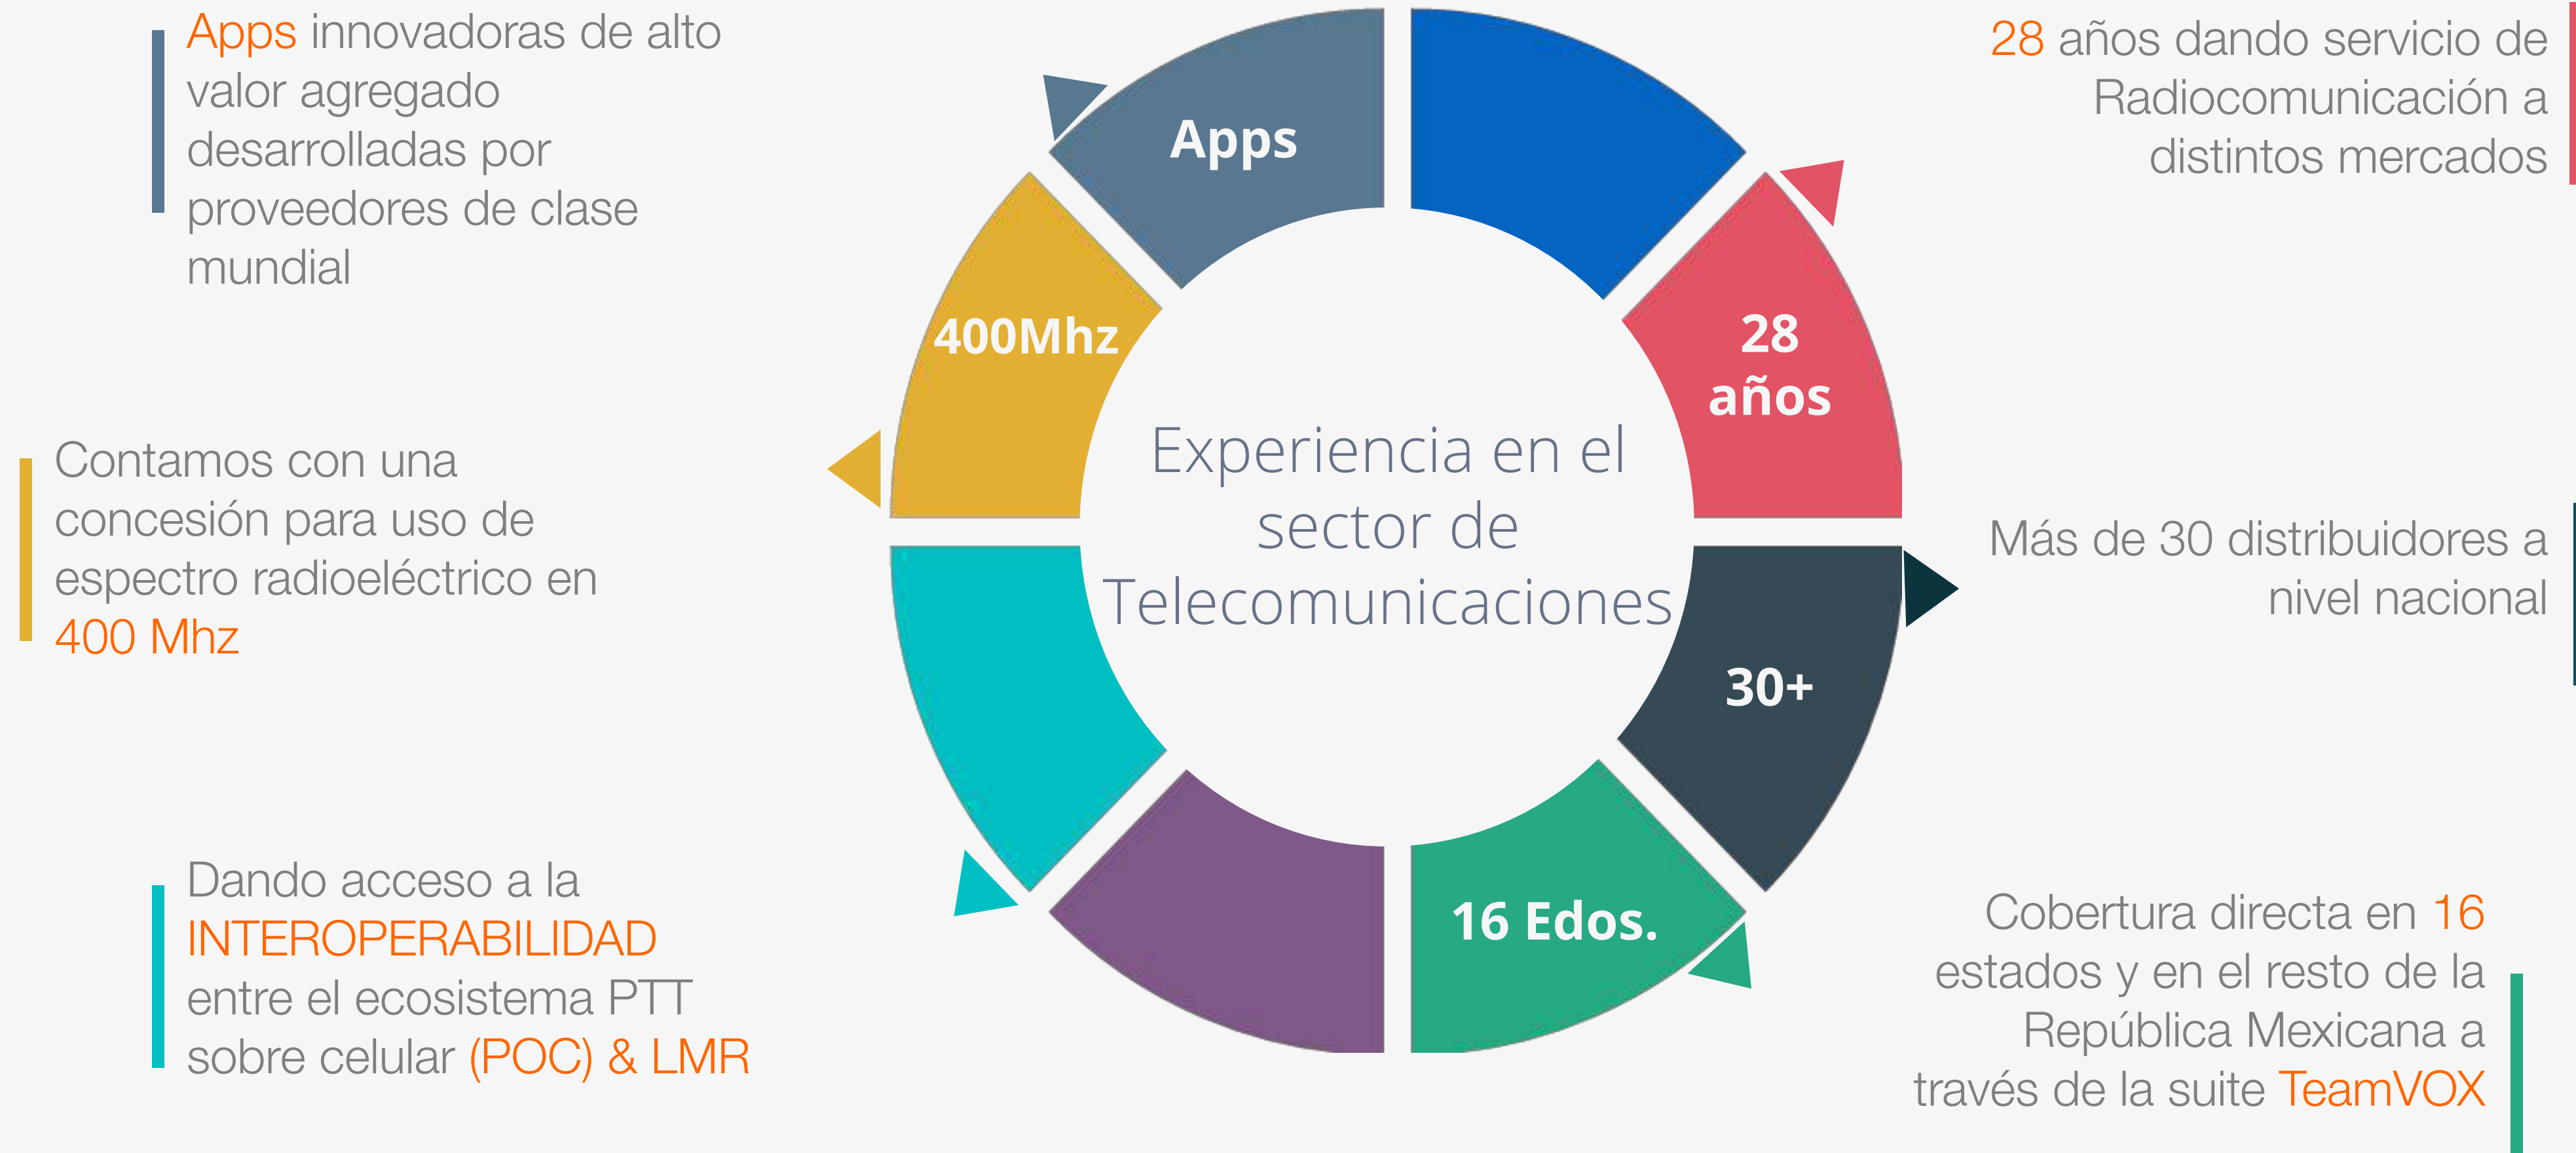 Apps innovadoras de alto
valor agregado
desarrolladas por
proveedores de clase
mundial
Contamos con una
concesión para uso de
espectro radioeléctrico en
400 Mhz
Dando acceso a la
INTEROPERABILIDAD
entre el ecosistema PTT
sobre celular (POC) & LMR
Apps
400Mhz
28
años
30+
16 Edos.
Experiencia en el
sector de
Telecomunicaciones
28 años dando servicio de
Radiocomunicación a
distintos mercados
Más de 30 distribuidores a
nivel nacional
Cobertura directa en 16
estados y en el resto de la
República Mexicana a
través de la suite TeamVOX